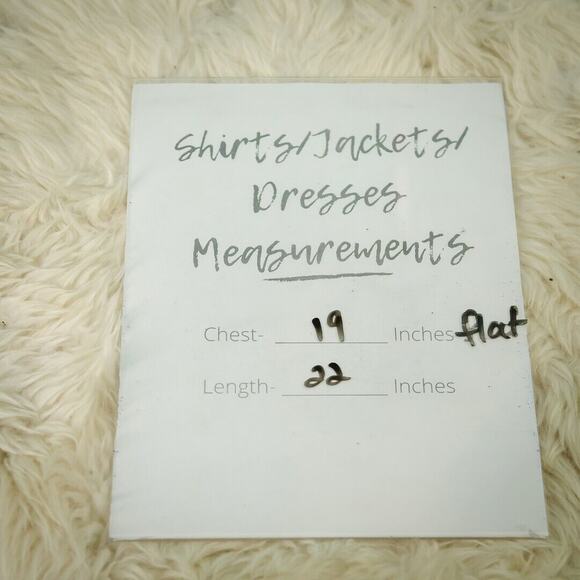 Shirts/Jackets/
Dresses
Measurements
Chest- 19 Inches flat
Length- 22 Inches